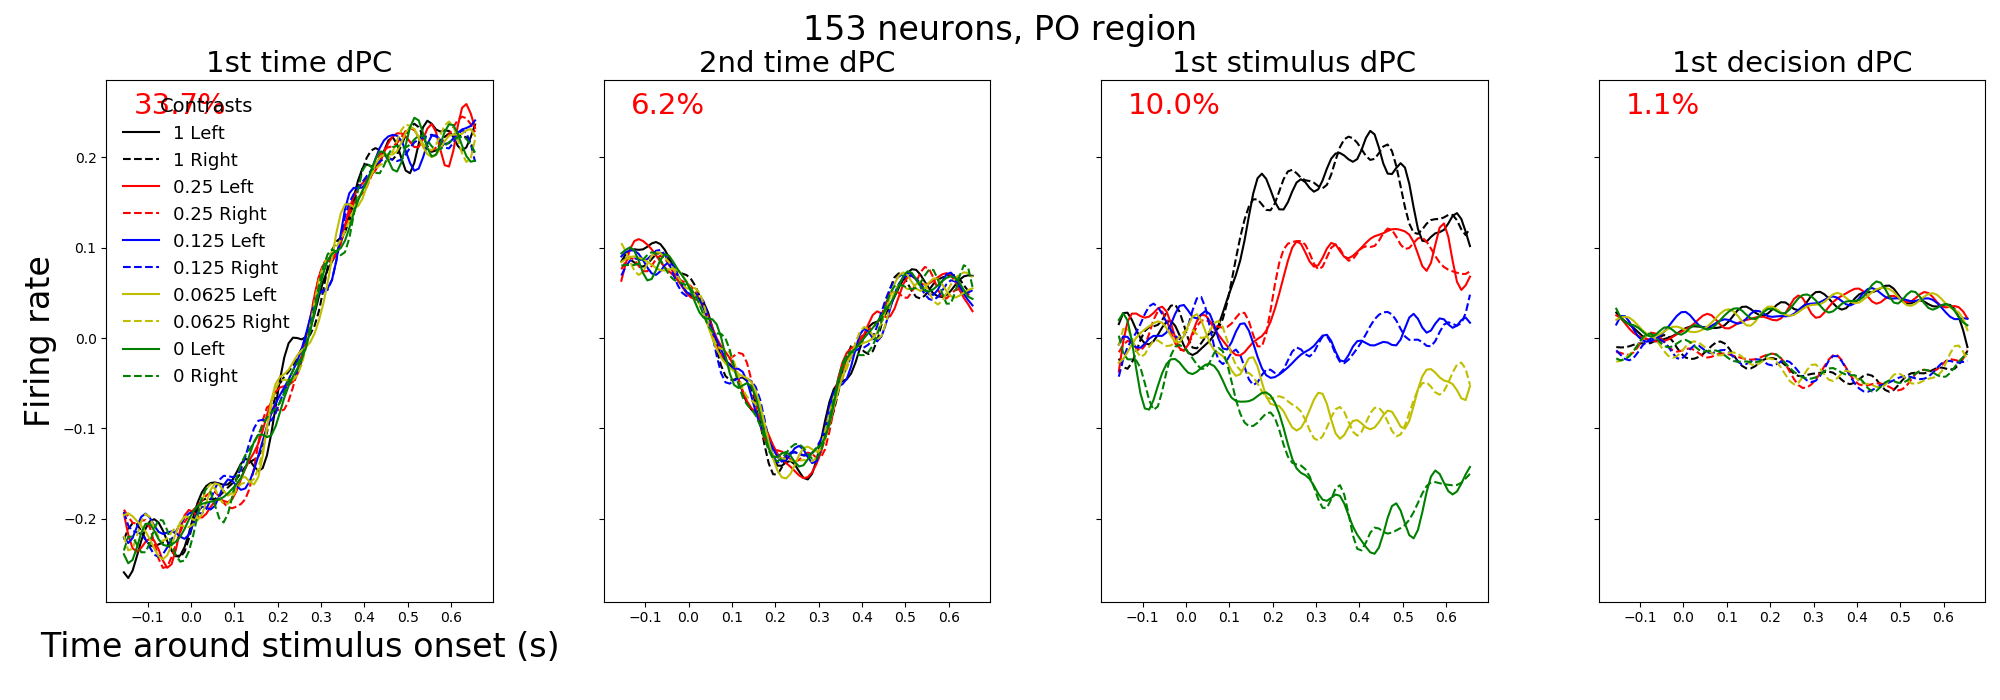 153 neurons, PO region
1st time dPC
2nd time dPC
1st stimulus dPC
1st decision dPC
33.7%
6.2%
10.0%
1.1%
Contrasts
1 Left
1 Right
0.25 Left
0.25 Right
0.125 Left
0.125 Right
0.0625 Left
0.0625 Right
0 Left
0 Right
Firing rate
0.2
0.1
0.0
−0.1
−0.2
−0.1 0.0 0.1 0.2 0.3 0.4 0.5 0.6
−0.1 0.0 0.1 0.2 0.3 0.4 0.5 0.6
−0.1 0.0 0.1 0.2 0.3 0.4 0.5 0.6
−0.1 0.0 0.1 0.2 0.3 0.4 0.5 0.6
Time around stimulus onset (s)